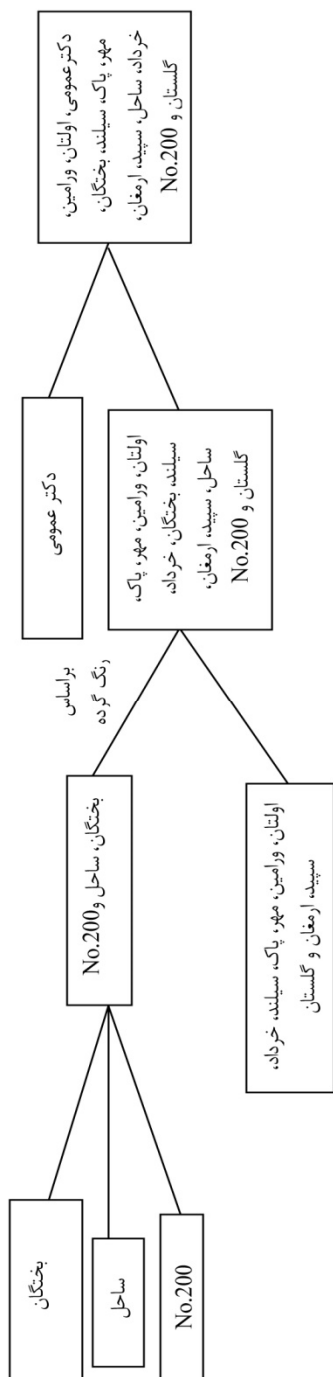 دکتر عمومی، اولتان، ورامین،
مهر، پاک، سیلند، بختگان،
خرداد، ساحل، سپید، ارمغان،
گلستان و No.200
دکتر عمومی
اولتان، ورامین، مهر، پاک،
سیلند، بختگان، خرداد،
ساحل، سپید، ارمغان،
گلستان و No.200
براساس
رنگ گرده
بختگان، ساحل و No.200
اولتان، ورامین، مهر، پاک، سیلند، خرداد،
سپید، ارمغان و گلستان
بختگان
ساحل
No.200